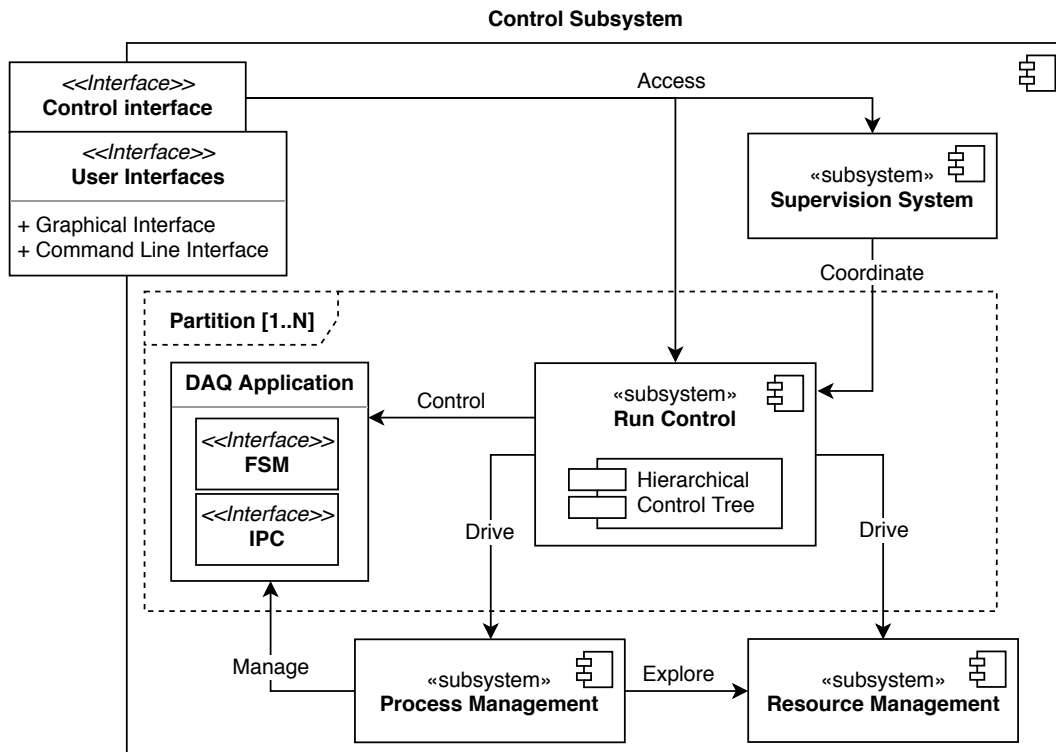 Control Subsystem
<<Interface>>
Control interface
<<Interface>>
User Interfaces
+ Graphical Interface
+ Command Line Interface
Access
«subsystem»
Supervision System
Coordinate
Partition [1..N]
DAQ Application
<<Interface>>
FSM
<<Interface>>
IPC
Control
«subsystem»
Run Control
Hierarchical
Control Tree
Drive
Drive
Manage
«subsystem»
Process Management
Explore
«subsystem»
Resource Management